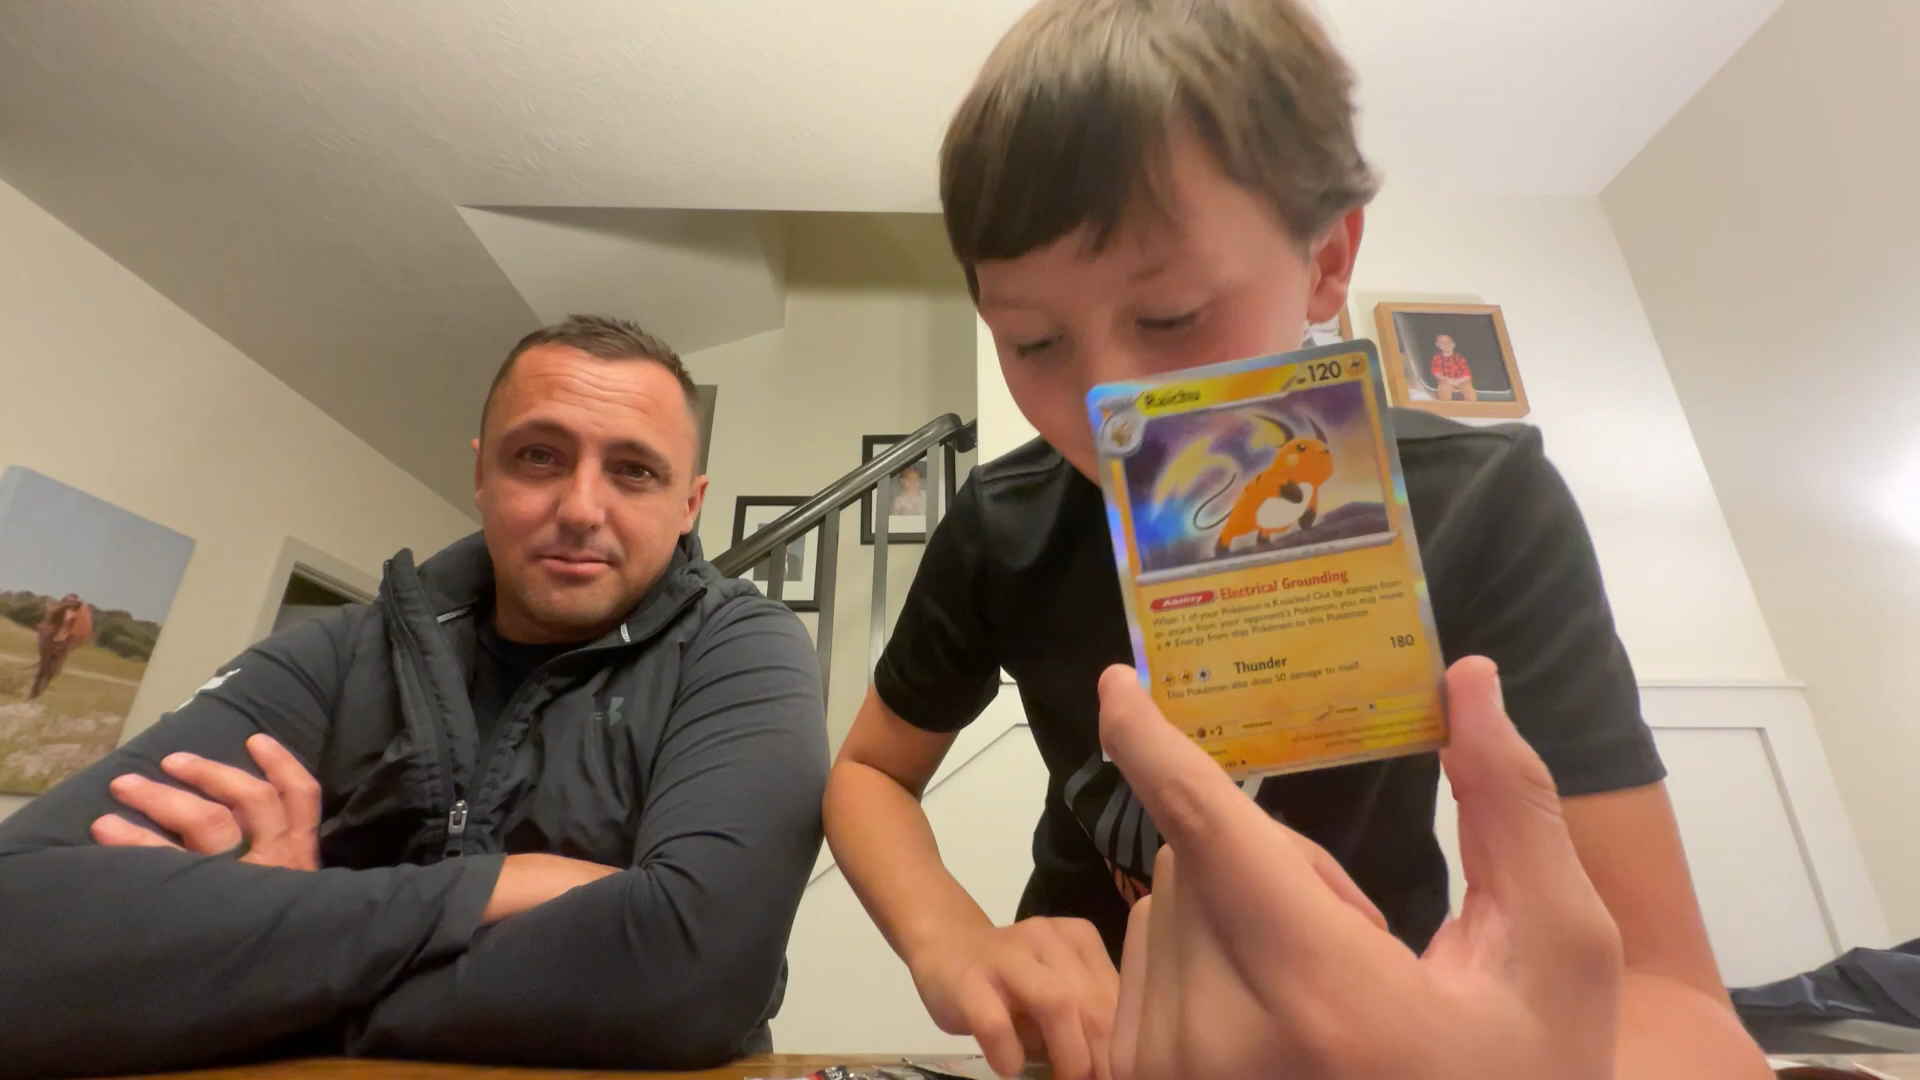 Raichu
120
Ability Electrical Grounding
When 1 of your Pokémon is Knocked Out by damage from
an attack from your opponent's Pokémon, you may move
a Energy from that Pokémon to this Pokémon.
Thunder 180
This Pokémon also does 50 damage to itself.
×2